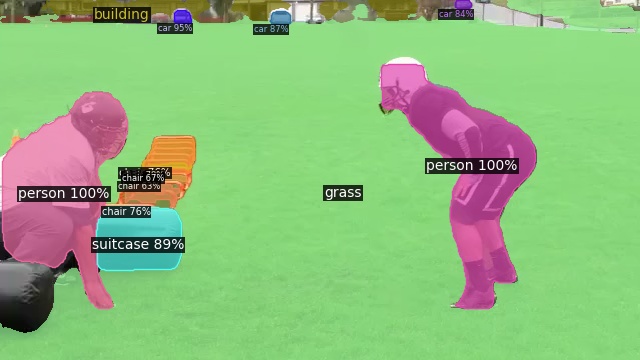 building
car 95%
car 87%
car 84%
chair 67%
chair 63%
person 100%
grass
person 100%
chair 76%
suitcase 89%